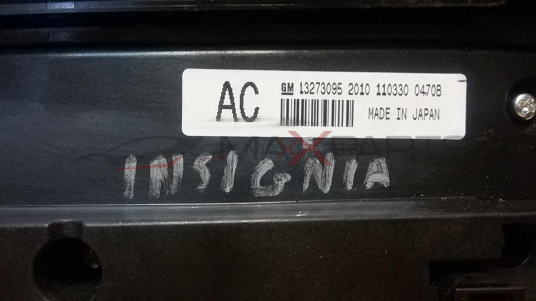 AC GM 13273095 2010 110330 0470B
MADE IN JAPAN
INSIGNIA